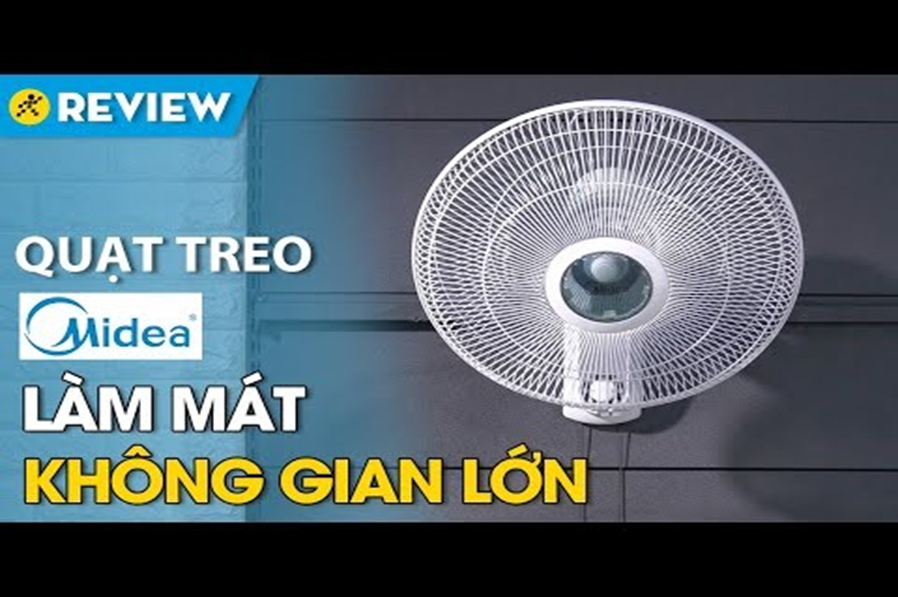 REVIEW
QUẠT TREO
Midea
LÀM MÁT
KHÔNG GIAN LỚN